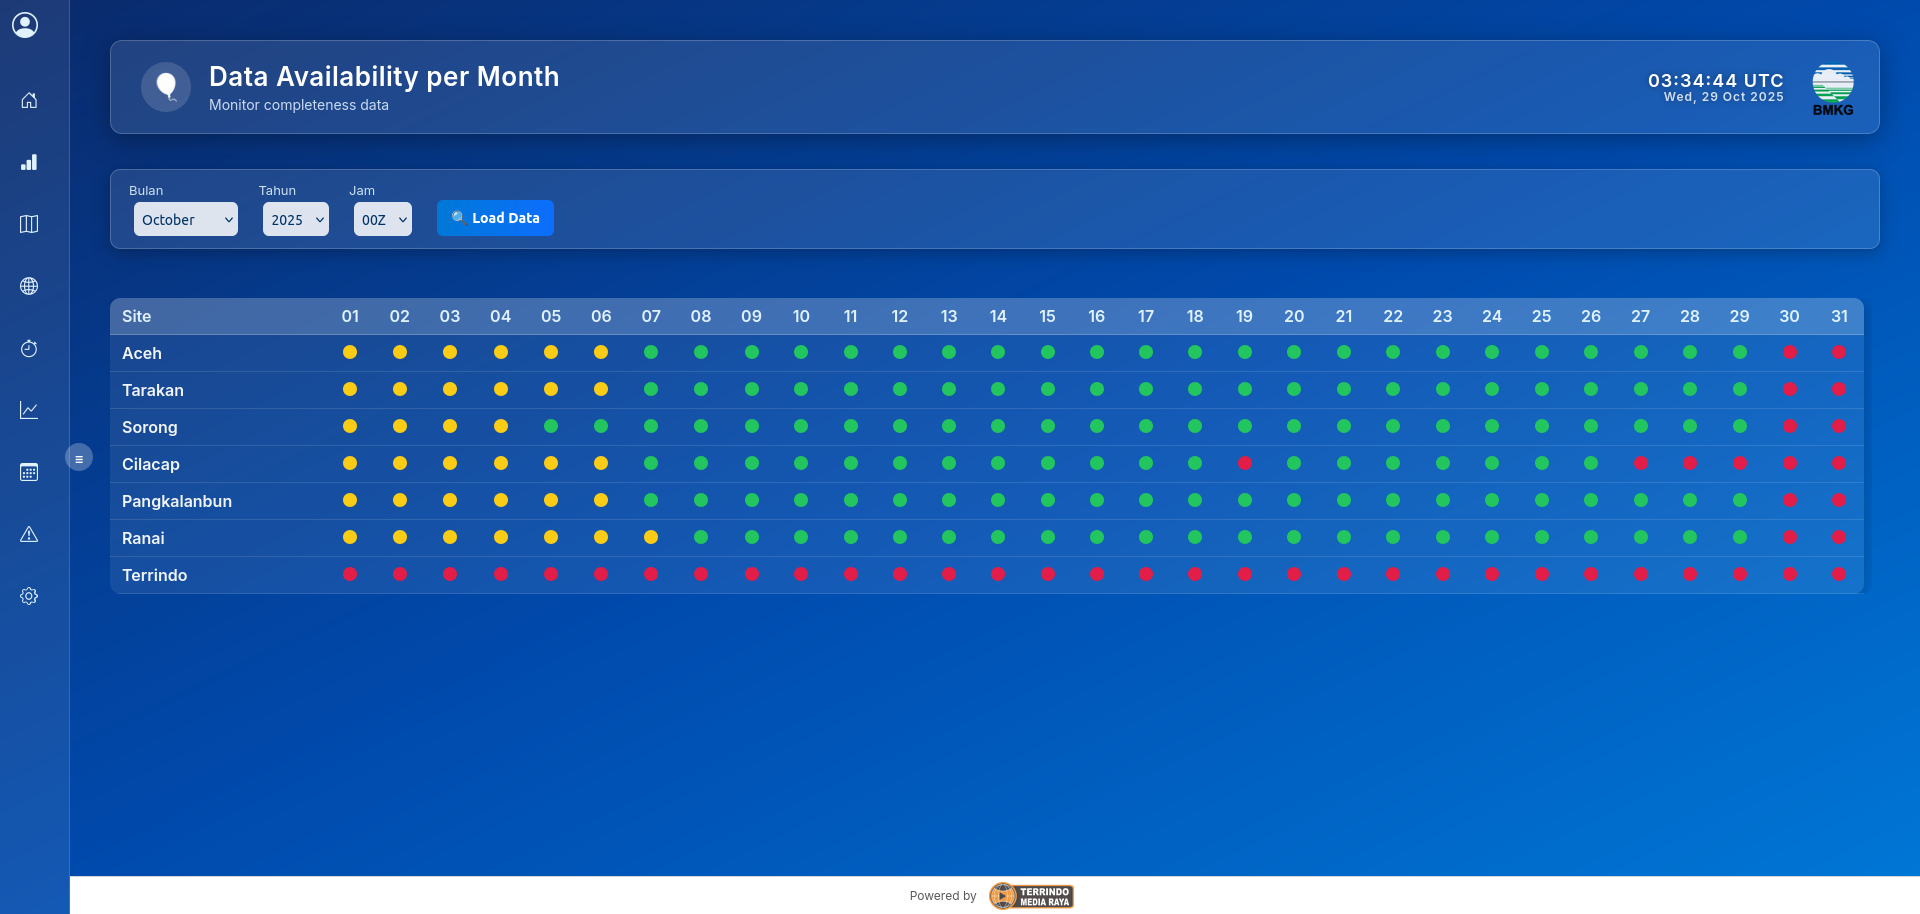 Data Availability per Month
Monitor completeness data
03:34:44 UTC
Wed, 29 Oct 2025
BMKG
Bulan Tahun Jam
October 2025 00Z Load Data
Site 01 02 03 04 05 06 07 08 09 10 11 12 13 14 15 16 17 18 19 20 21 22 23 24 25 26 27 28 29 30 31
Aceh
Tarakan
Sorong
Cilacap
Pangkalanbun
Ranai
Terrindo
Powered by TERRINDO
MEDIA RAYA